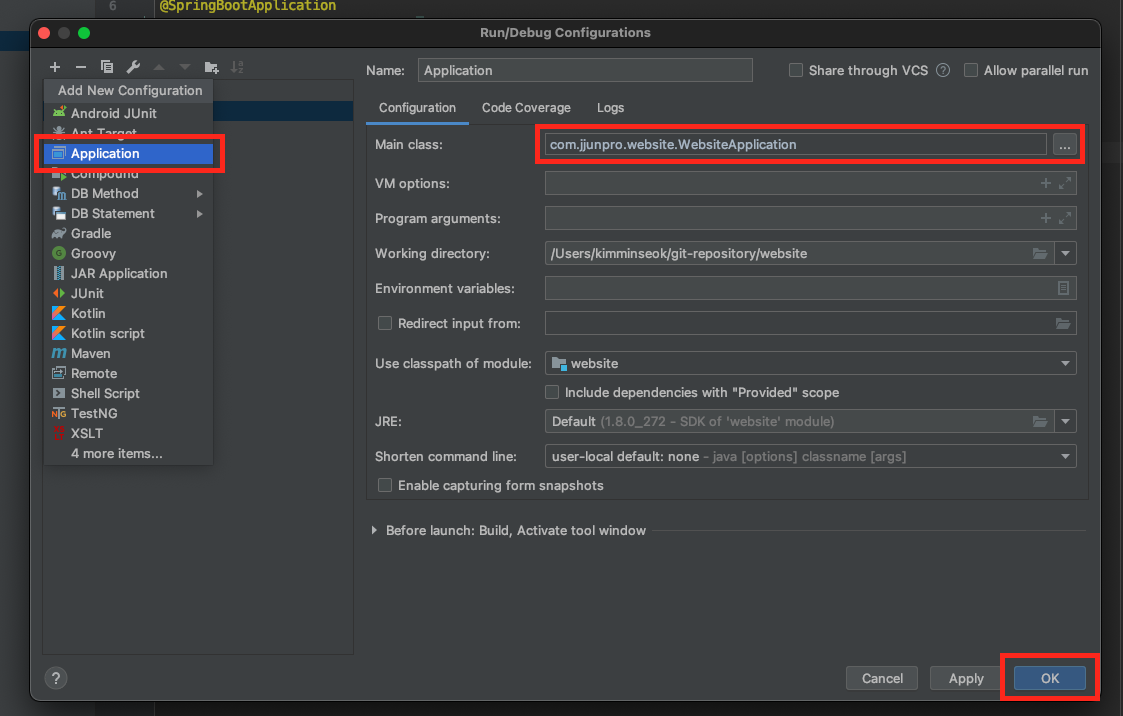 6 @SpringBootApplication
Run/Debug Configurations
Name: Application Share through VCS ? Allow parallel run
Add New Configuration
Android JUnit
Ant Target
Application
Compound
DB Method
DB Statement
Gradle
Groovy
JAR Application
JUnit
Kotlin
Kotlin script
Maven
Remote
Shell Script
TestNG
XSLT
4 more items...
Configuration Code Coverage Logs
Main class: com.jjunpro.website.WebsiteApplication ...
VM options:
Program arguments:
Working directory: /Users/kimminseok/git-repository/website
Environment variables:
Redirect input from:
Use classpath of module: website
Include dependencies with "Provided" scope
JRE: Default (1.8.0_272 – SDK of 'website' module)
Shorten command line: user-local default: none – java [options] classname [args]
Enable capturing form snapshots
Before launch: Build, Activate tool window
? Cancel Apply OK